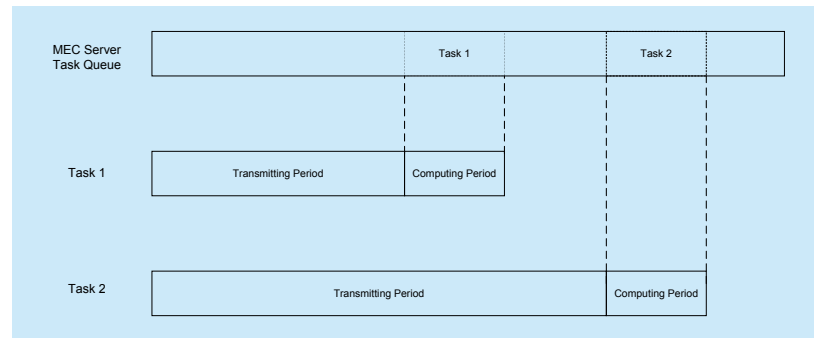 MEC Server
Task Queue
Task 1
Task 2
Task 1
Transmitting Period
Computing Period
Task 2
Transmitting Period
Computing Period